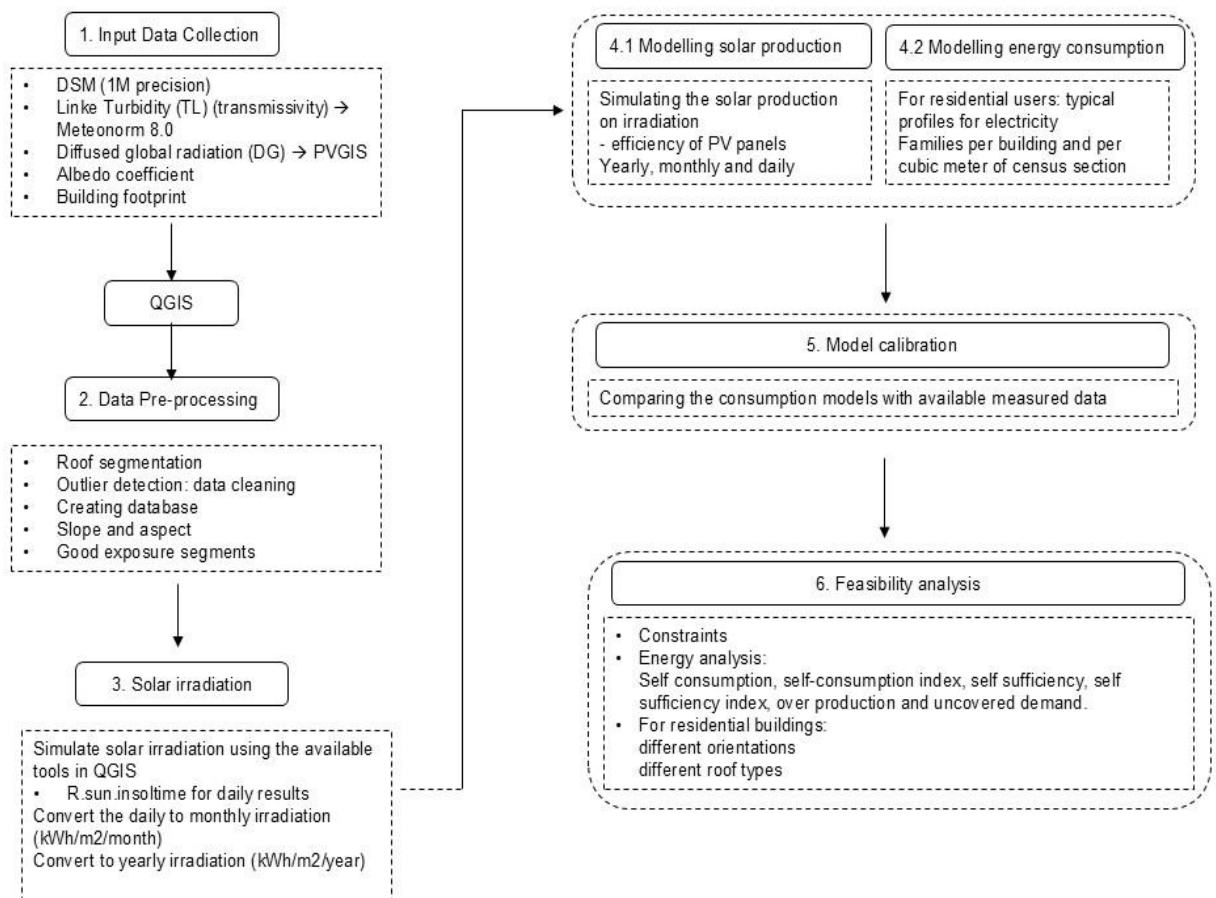 1. Input Data Collection
• DSM (1M precision)
• Linke Turbidity (TL) (transmissivity) →
Meteonorm 8.0
• Diffused global radiation (DG) → PVGIS
• Albedo coefficient
• Building footprint
QGIS
2. Data Pre-processing
• Roof segmentation
• Outlier detection: data cleaning
• Creating database
• Slope and aspect
• Good exposure segments
3. Solar irradiation
Simulate solar irradiation using the available
tools in QGIS
• R.sun.insoltime for daily results
Convert the daily to monthly irradiation
(kWh/m2/month)
Convert to yearly irradiation (kWh/m2/year)
4.1 Modelling solar production
Simulating the solar production
on irradiation
- efficiency of PV panels
Yearly, monthly and daily
4.2 Modelling energy consumption
For residential users: typical
profiles for electricity
Families per building and per
cubic meter of census section
5. Model calibration
Comparing the consumption models with available measured data
6. Feasibility analysis
• Constraints
• Energy analysis:
Self consumption, self-consumption index, self sufficiency, self
sufficiency index, over production and uncovered demand.
• For residential buildings:
different orientations
different roof types